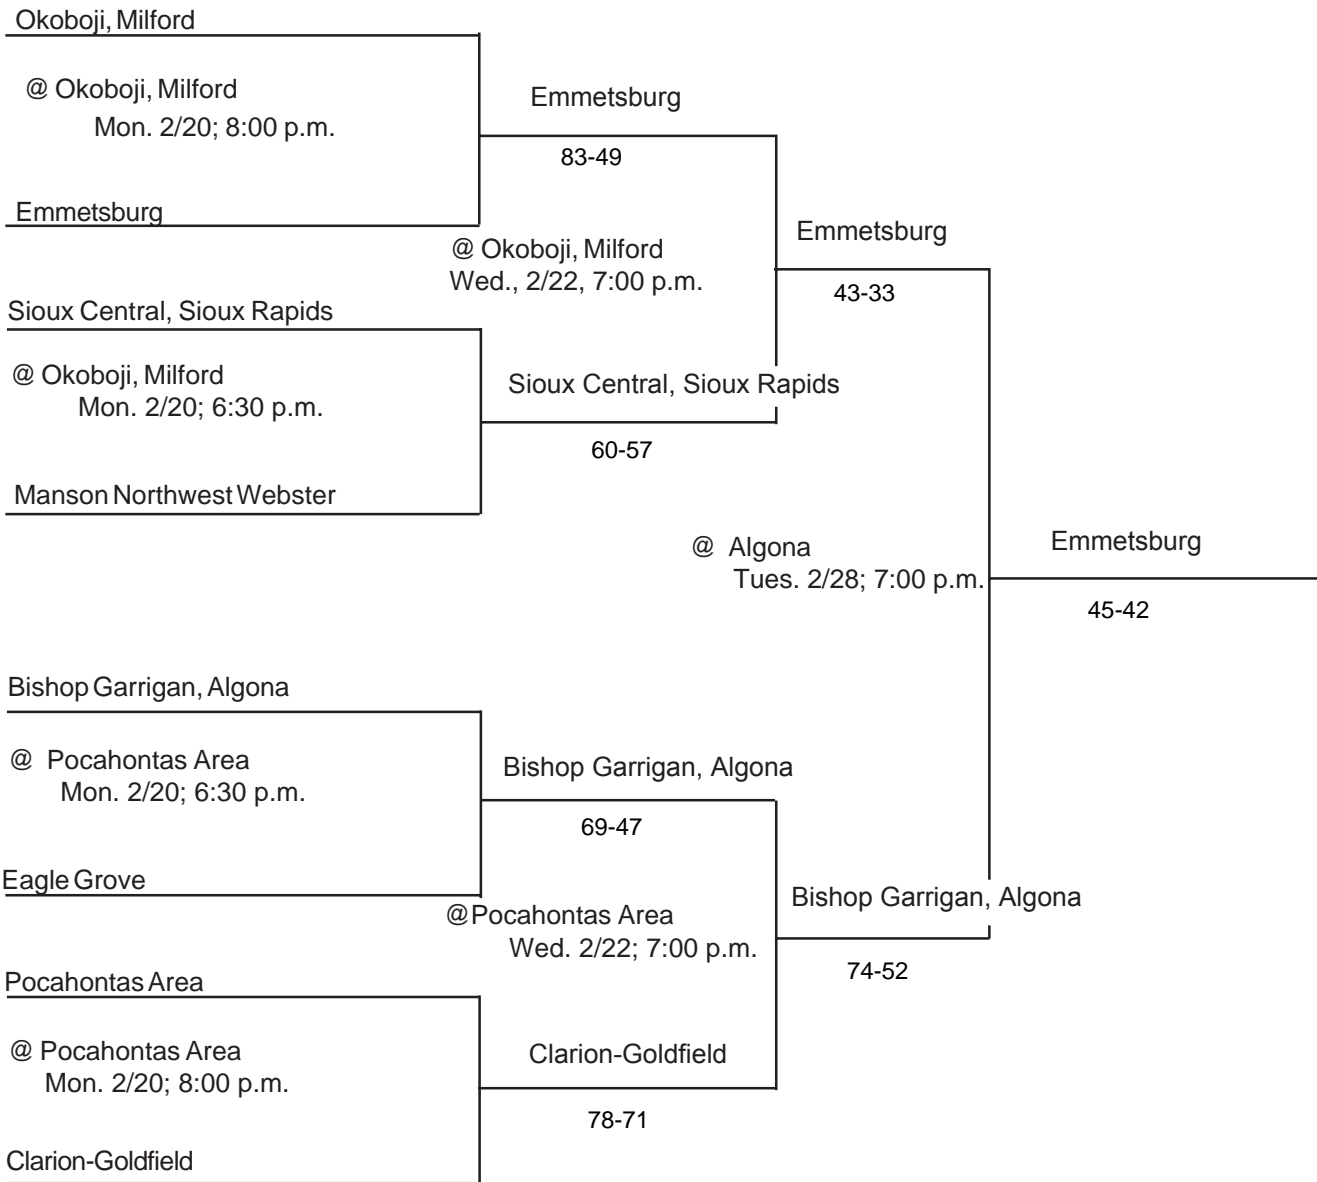 Okoboji, Milford
@ Okoboji, Milford
Mon. 2/20; 8:00 p.m.
Emmetsburg
83-49
Emmetsburg
@ Okoboji, Milford
Wed., 2/22, 7:00 p.m.
Emmetsburg
43-33
Sioux Central, Sioux Rapids
@ Okoboji, Milford
Mon. 2/20; 6:30 p.m.
Sioux Central, Sioux Rapids
60-57
Manson Northwest Webster
@ Algona
Tues. 2/28; 7:00 p.m.
Emmetsburg
45-42
Bishop Garrigan, Algona
@ Pocahontas Area
Mon. 2/20; 6:30 p.m.
Bishop Garrigan, Algona
69-47
Eagle Grove
@Pocahontas Area
Wed. 2/22; 7:00 p.m.
Bishop Garrigan, Algona
74-52
Pocahontas Area
@ Pocahontas Area
Mon. 2/20; 8:00 p.m.
Clarion-Goldfield
78-71
Clarion-Goldfield